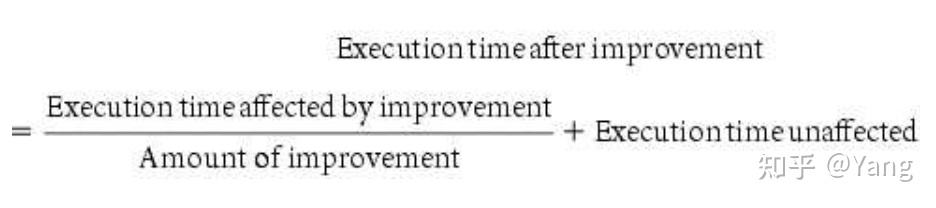 Execution time after improvement
Execution time affected by improvement
=
+ Execution time unaffected
Amount of improvement
知乎 @Yang